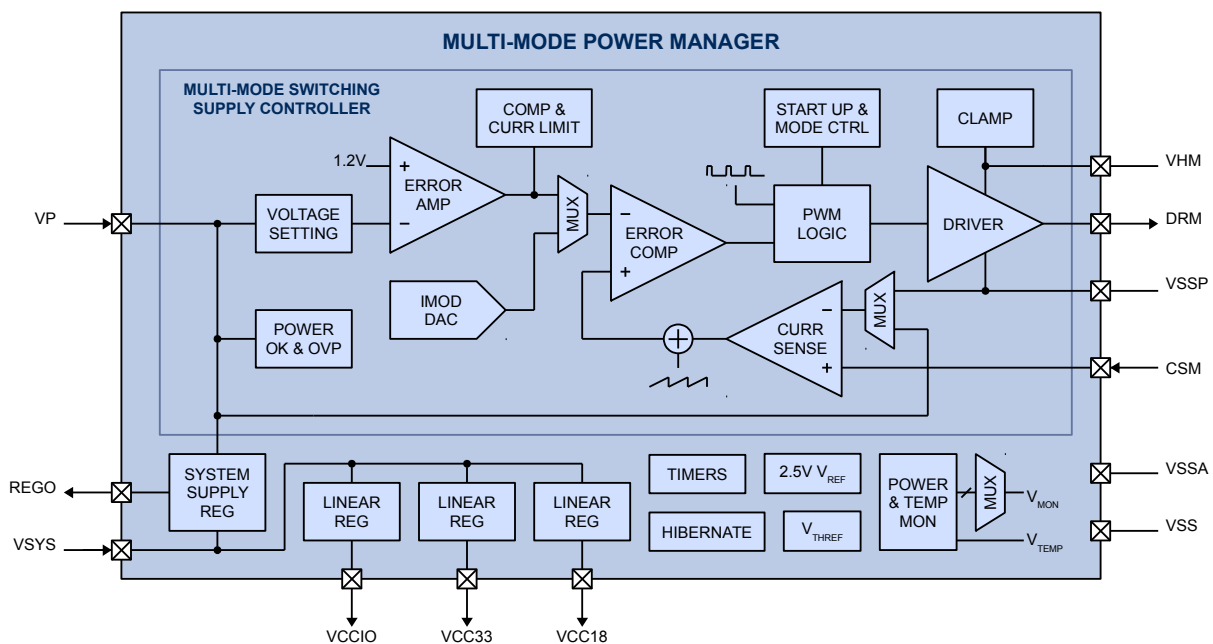 MULTI-MODE POWER MANAGER
MULTI-MODE SWITCHING
SUPPLY CONTROLLER
COMP &
CURR LIMIT
START UP &
MODE CTRL
CLAMP
1.2V
+
ERROR
AMP
−
MUX
VHM
VP
VOLTAGE
SETTING
−
ERROR
COMP
+
PWM
LOGIC
DRIVER
DRM
IMOD
DAC
MUX
VSSP
POWER
OK & OVP
−
CURR
SENSE
+
CSM
REGO
SYSTEM
SUPPLY
REG
LINEAR
REG
LINEAR
REG
LINEAR
REG
TIMERS
2.5V VREF
POWER
& TEMP
MON
MUX
VMON
VSSA
HIBERNATE
VTHREF
VTEMP
VSS
VSYS
VCCIO
VCC33
VCC18